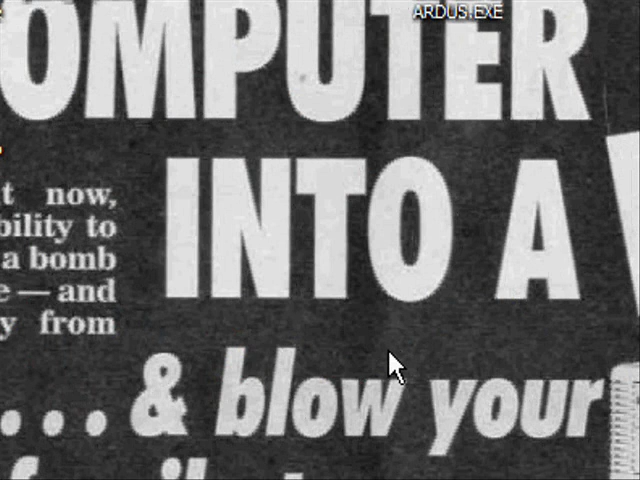 ARDUS.EXE
OMPUTER
INTO A
t now,
bility to
a bomb
e — and
y from
... & blow your